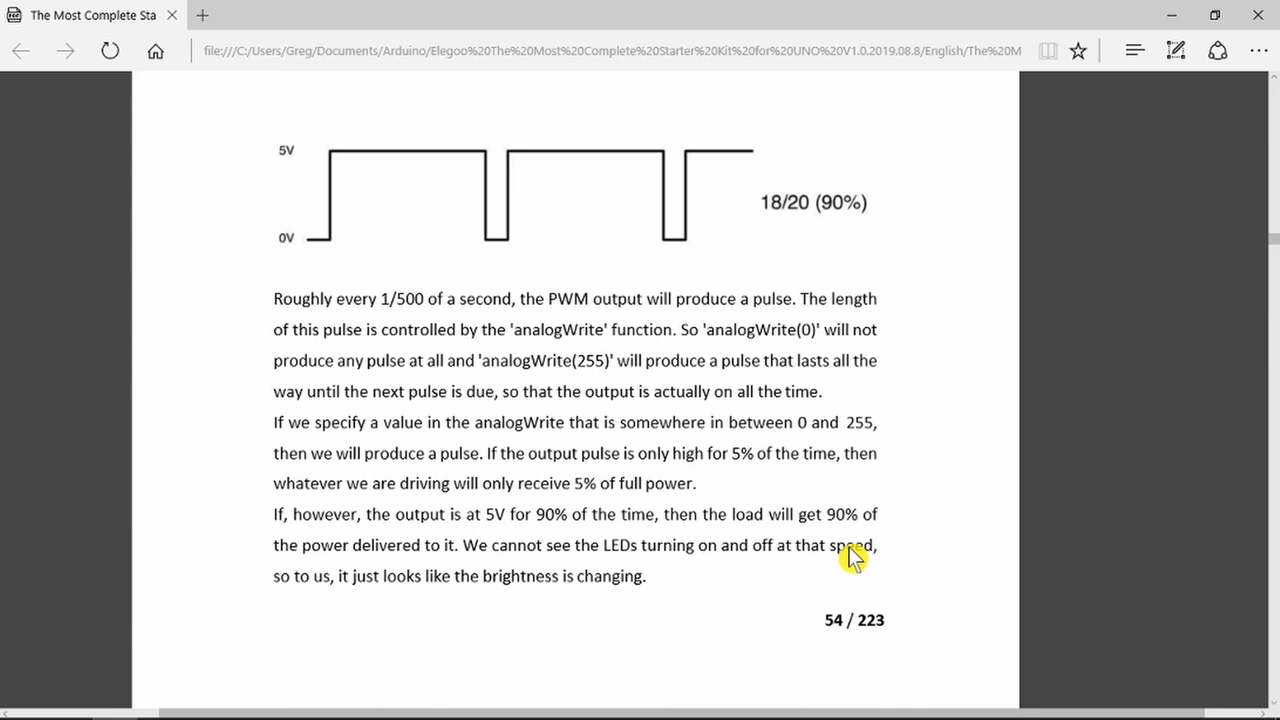 The Most Complete Sta
file:///C:/Users/Greg/Documents/Arduino/Elegoo%20The%20Most%20Complete%20Starter%20Kit%20for%20UNO%20V1.0.2019.08.8/English/The%20M
5V
18/20 (90%)
0V
Roughly every 1/500 of a second, the PWM output will produce a pulse. The length
of this pulse is controlled by the 'analogWrite' function. So 'analogWrite(0)' will not
produce any pulse at all and 'analogWrite(255)' will produce a pulse that lasts all the
way until the next pulse is due, so that the output is actually on all the time.
If we specify a value in the analogWrite that is somewhere in between 0 and 255,
then we will produce a pulse. If the output pulse is only high for 5% of the time, then
whatever we are driving will only receive 5% of full power.
If, however, the output is at 5V for 90% of the time, then the load will get 90% of
the power delivered to it. We cannot see the LEDs turning on and off at that speed,
so to us, it just looks like the brightness is changing.
54 / 223